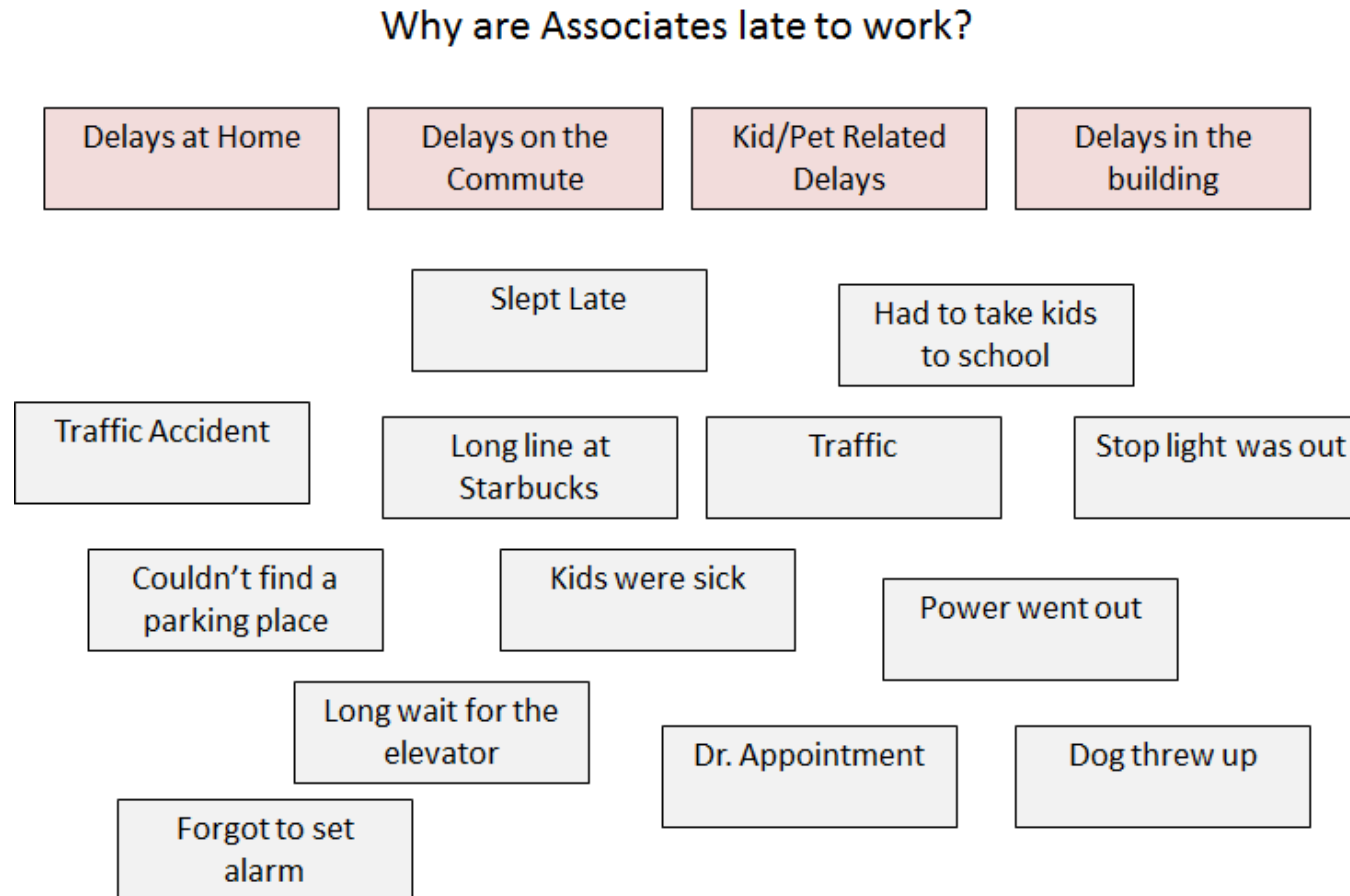 Why are Associates late to work?
Delays at Home
Delays on the
Commute
Kid/Pet Related
Delays
Delays in the
building
Slept Late
Had to take kids
to school
Traffic Accident
Long line at
Starbucks
Traffic
Stop light was out
Couldn’t find a
parking place
Kids were sick
Power went out
Long wait for the
elevator
Dr. Appointment
Dog threw up
Forgot to set
alarm